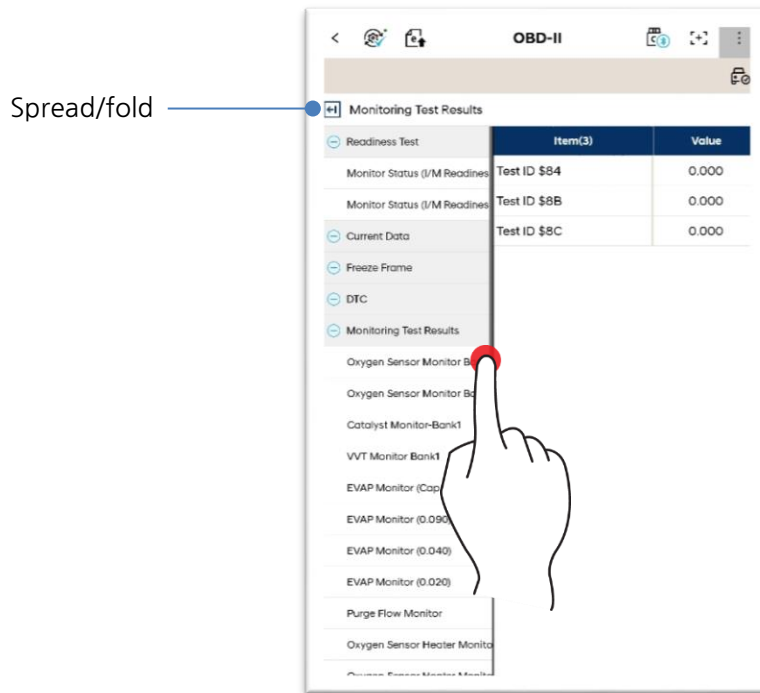 OBD-II
Spread/fold
Monitoring Test Results
Readiness Test
Item(3) Value
Monitor Status (I/M Readines
Test ID $84 0.000
Monitor Status (I/M Readines
Test ID $8B 0.000
Current Data
Test ID $8C 0.000
Freeze Frame
DTC
Monitoring Test Results
Oxygen Sensor Monitor B
Oxygen Sensor Monitor Ba
Catalyst Monitor-Bank1
VVT Monitor Bank1
EVAP Monitor (Cap
EVAP Monitor (0.090)
EVAP Monitor (0.040)
EVAP Monitor (0.020)
Purge Flow Monitor
Oxygen Sensor Heater Monito